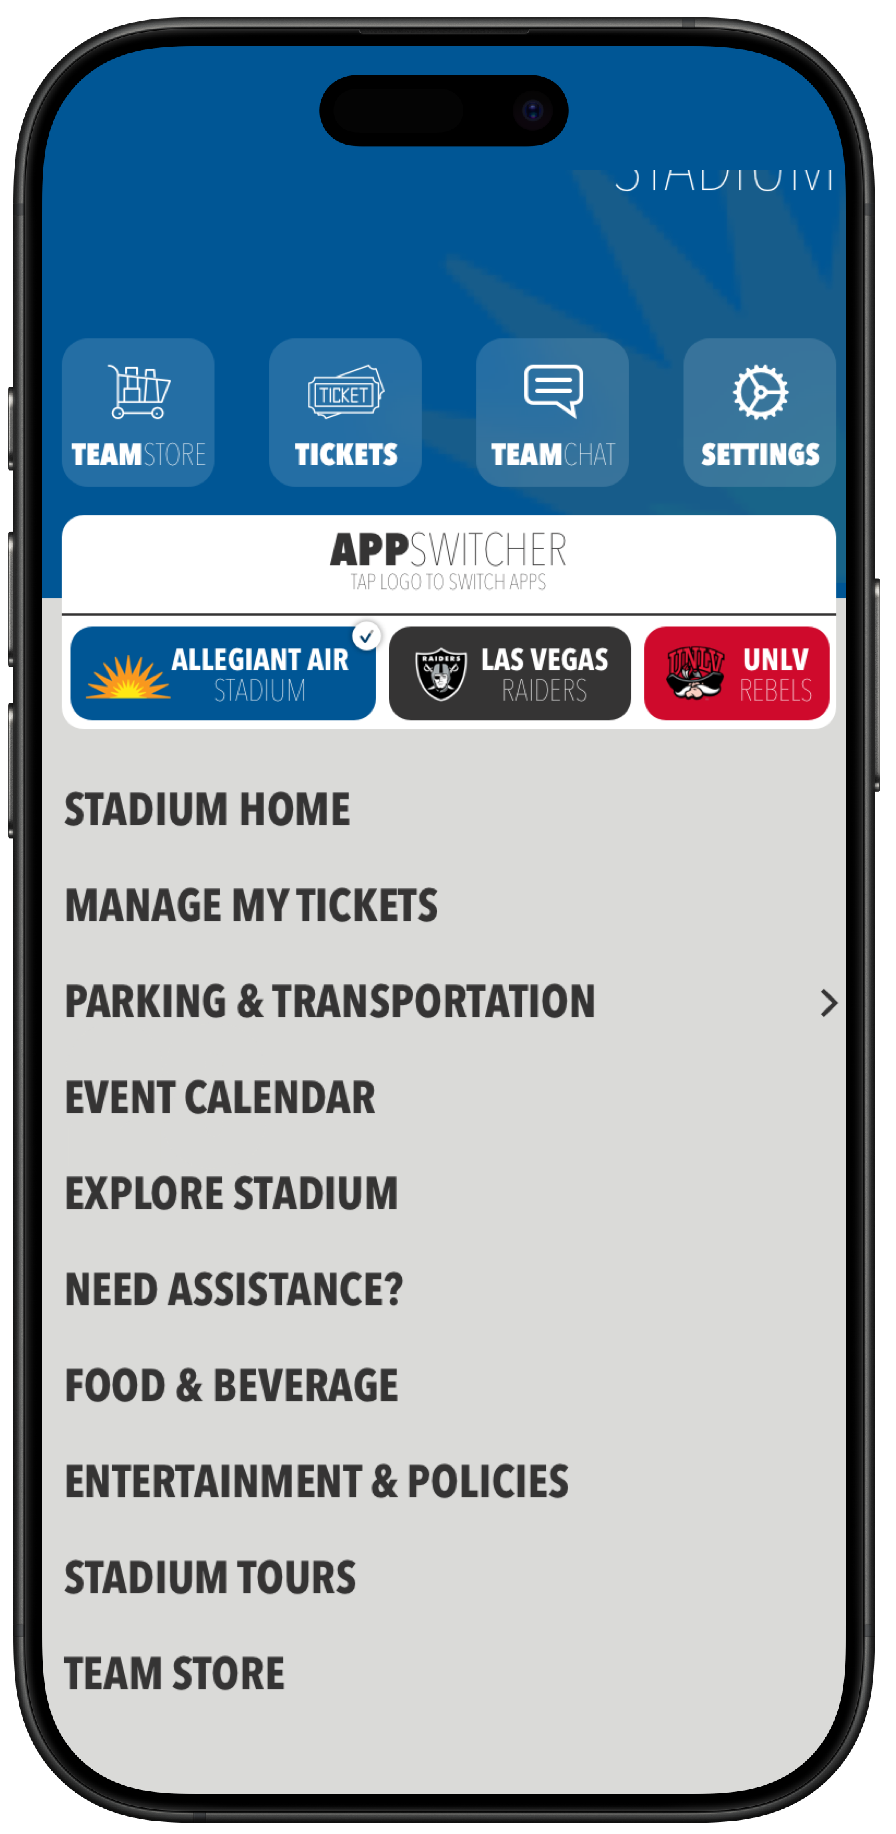 STADIUM
TEAMSTORE
TICKET
TICKETS
TEAMCHAT
SETTINGS
APPSWITCHER
TAP LOGO TO SWITCH APPS
ALLEGIANT AIR
STADIUM
RAIDERS
LAS VEGAS
RAIDERS
UNLV
UNLV
REBELS
STADIUM HOME
MANAGE MY TICKETS
PARKING & TRANSPORTATION
EVENT CALENDAR
EXPLORE STADIUM
NEED ASSISTANCE?
FOOD & BEVERAGE
ENTERTAINMENT & POLICIES
STADIUM TOURS
TEAM STORE